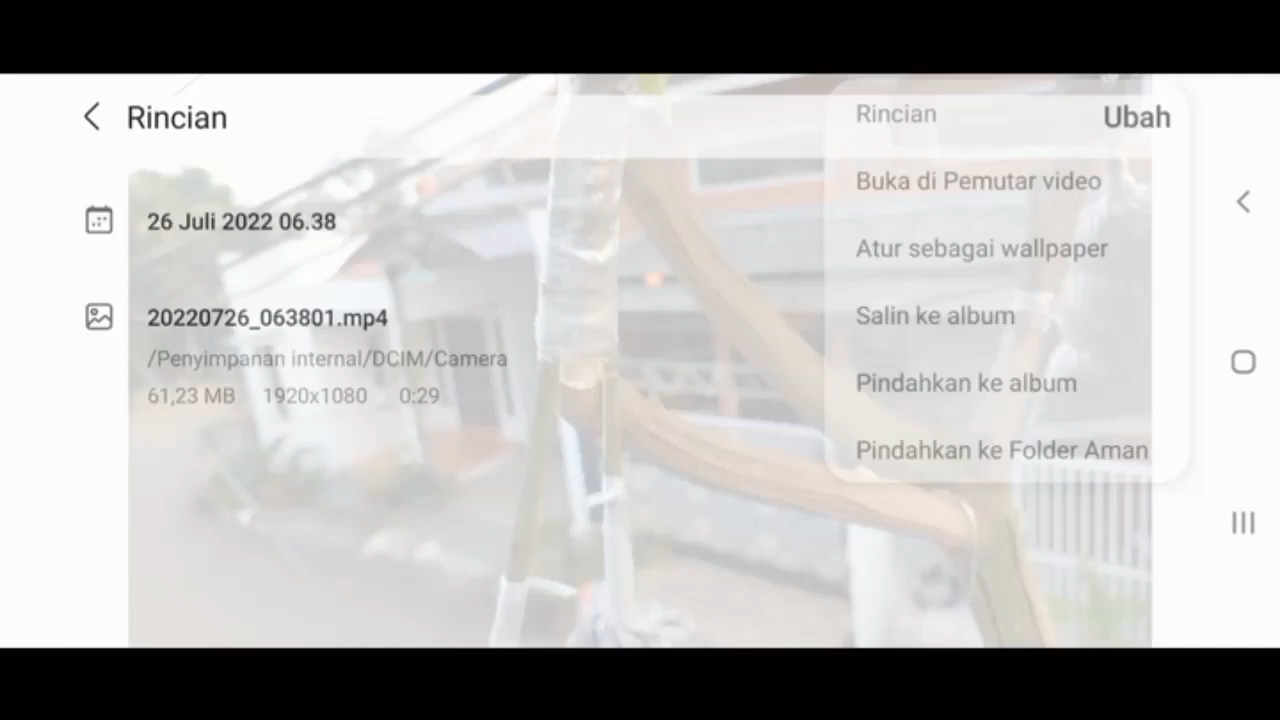 Rincian
Ubah
26 Juli 2022 06.38
20220726_063801.mp4
/Penyimpanan internal/DCIM/Camera
61,23 MB 1920x1080 0:29
Rincian
Buka di Pemutar video
Atur sebagai wallpaper
Salin ke album
Pindahkan ke album
Pindahkan ke Folder Aman